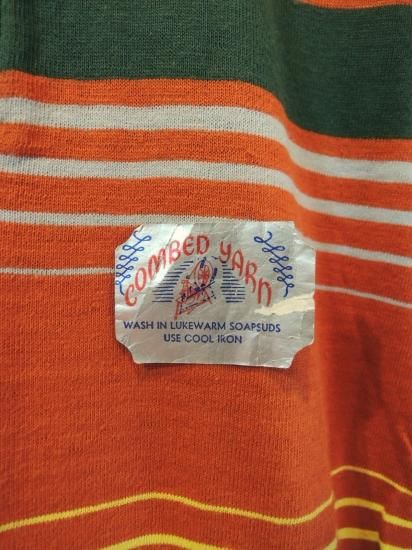 COMBED YARN
WASH IN LUKEWARM SOAPSUDS
USE COOL IRON